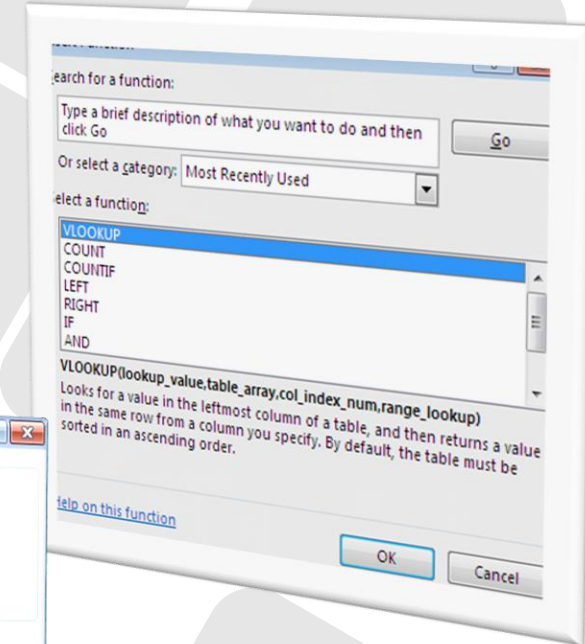 Search for a function:
Type a brief description of what you want to do and then
click Go
Go
Or select a category:
Most Recently Used
Select a function:
VLOOKUP
COUNT
COUNTIF
LEFT
RIGHT
IF
AND
VLOOKUP(lookup_value,table_array,col_index_num,range_lookup)
Looks for a value in the leftmost column of a table, and then returns a value
in the same row from a column you specify. By default, the table must be
sorted in an ascending order.
Help on this function
OK
Cancel